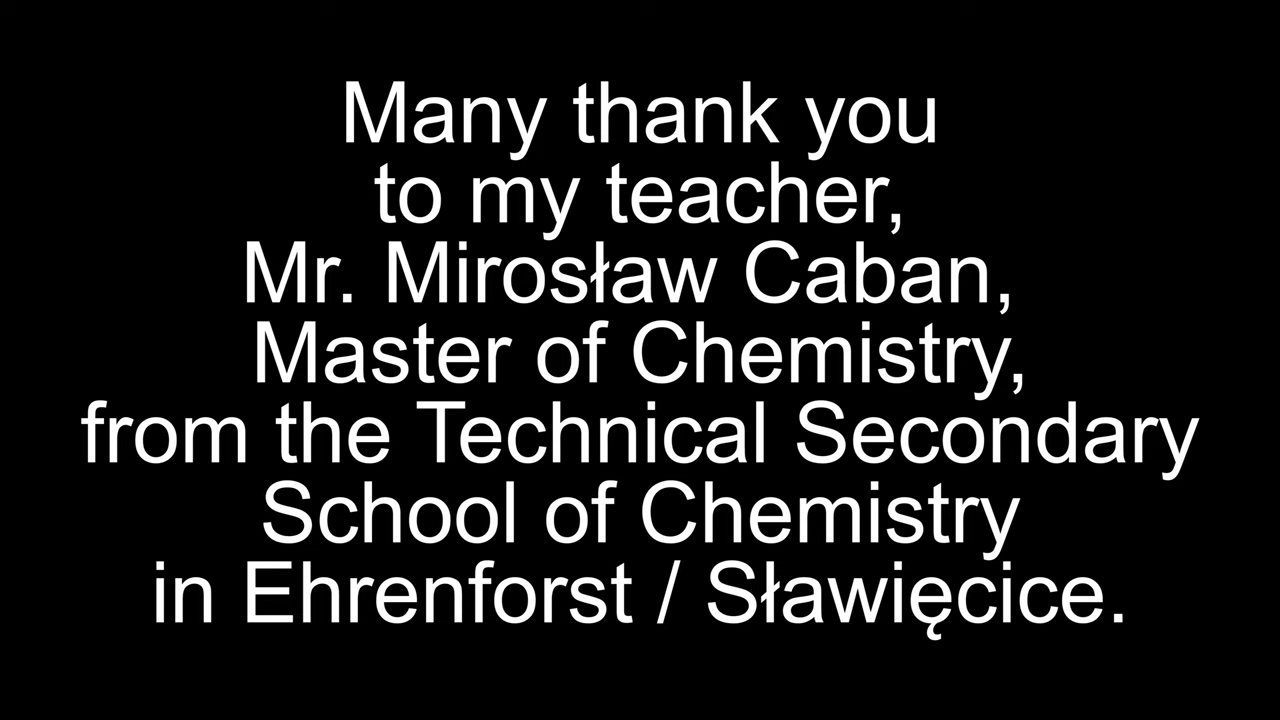 Many thank you
to my teacher,
Mr. Mirosław Caban,
Master of Chemistry,
from the Technical Secondary
School of Chemistry
in Ehrenforst / Sławięcice.